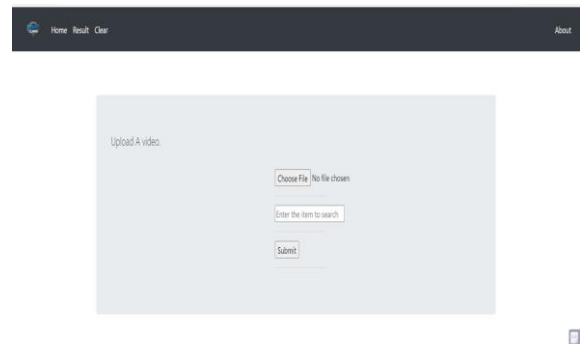 Home Result Clear About
Upload A video.
Choose File No file chosen
Enter the item to search
Submit